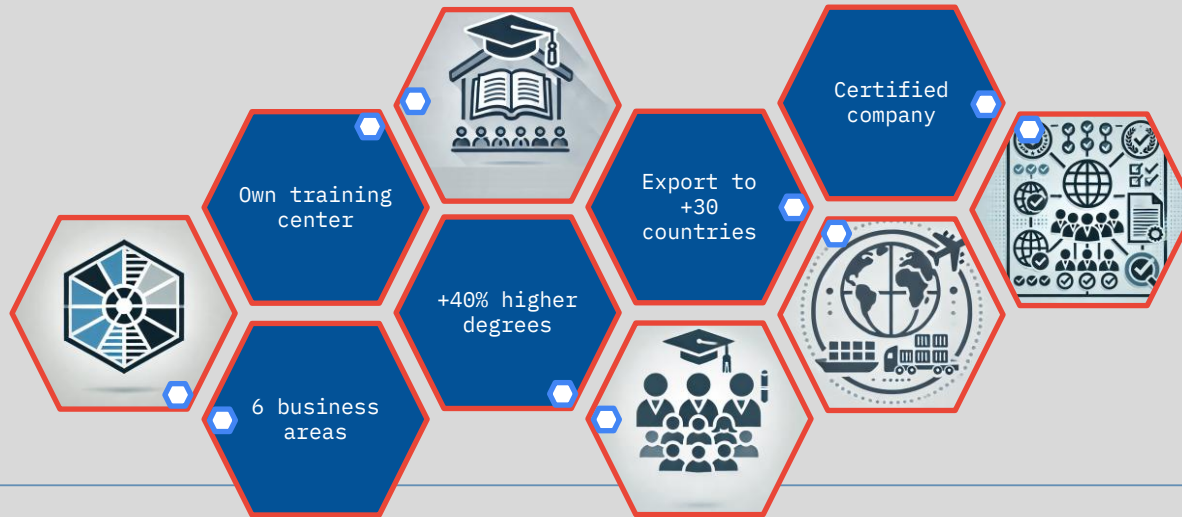 Certified
company
Own training
center
Export to
+30
countries
+40% higher
degrees
6 business
areas